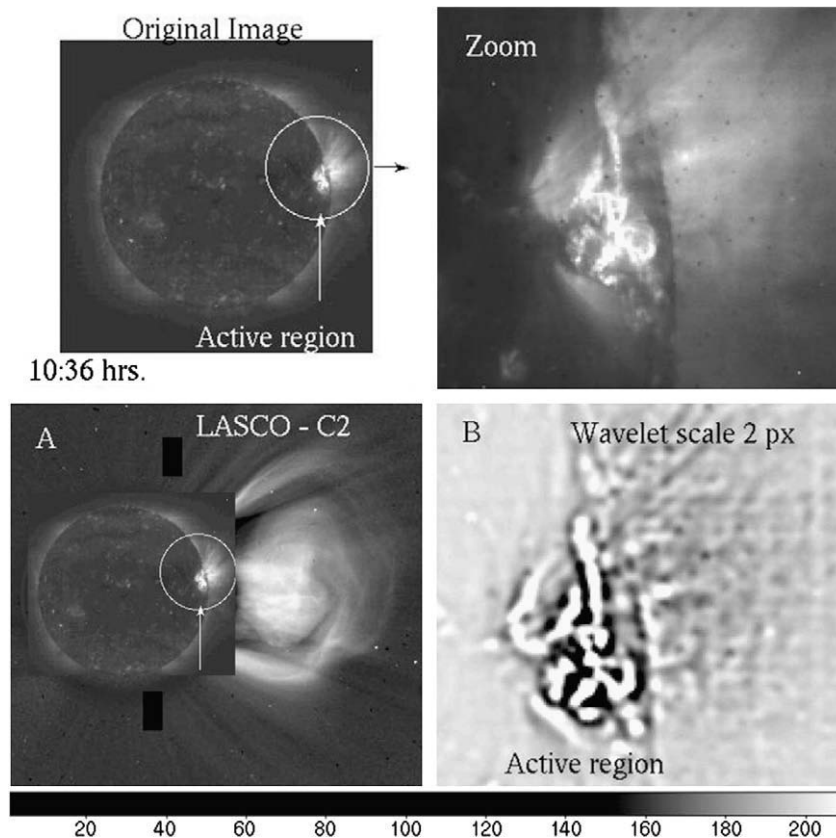 Original Image
Zoom
Active region
10:36 hrs.
A
LASCO - C2
B
Wavelet scale 2 px
Active region
20 40 60 80 100 120 140 160 180 200